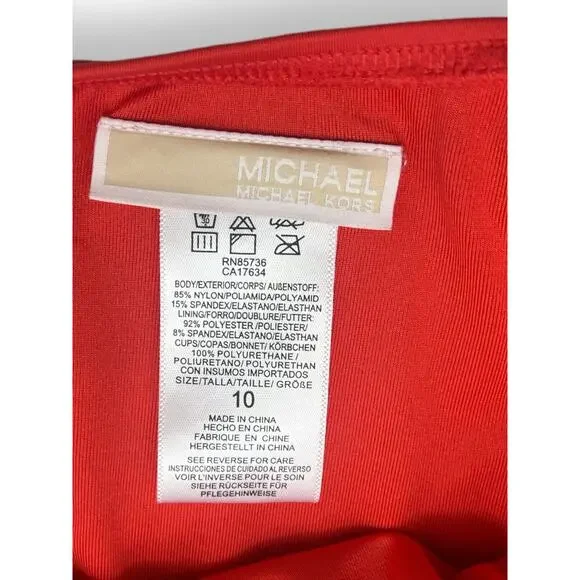 MICHAEL
MICHAEL KORS
30
RN85736
CA17634
BODY/EXTERIOR/CORPS/ AUßENSTOFF:
85% NYLON/POLIAMIDA/POLYAMID
15% SPANDEX/ELASTANO/ELASTHAN
LINING/FORRO/DOUBLURE/FUTTER:
92% POLYESTER /POLIESTER/
8% SPANDEX/ELASTANO/ELASTHAN
CUPS/COPAS/BONNET/ KÖRBCHEN
100% POLYURETHANE /
POLIURETANO/ POLYURETHAN
CON INSUMOS IMPORTADOS
SIZE/TALLA/TAILLE/ GRÖßE
10
MADE IN CHINA
HECHO EN CHINA
FABRIQUE EN CHINE
HERGESTELLT IN CHINA
SEE REVERSE FOR CARE
INSTRUCCIONES DE CUIDADO AL REVERSO
VOIR L'INVERSE POUR LE SOIN
SIEHE RÜCKSEITE FÜR
PFLEGEHINWEISE